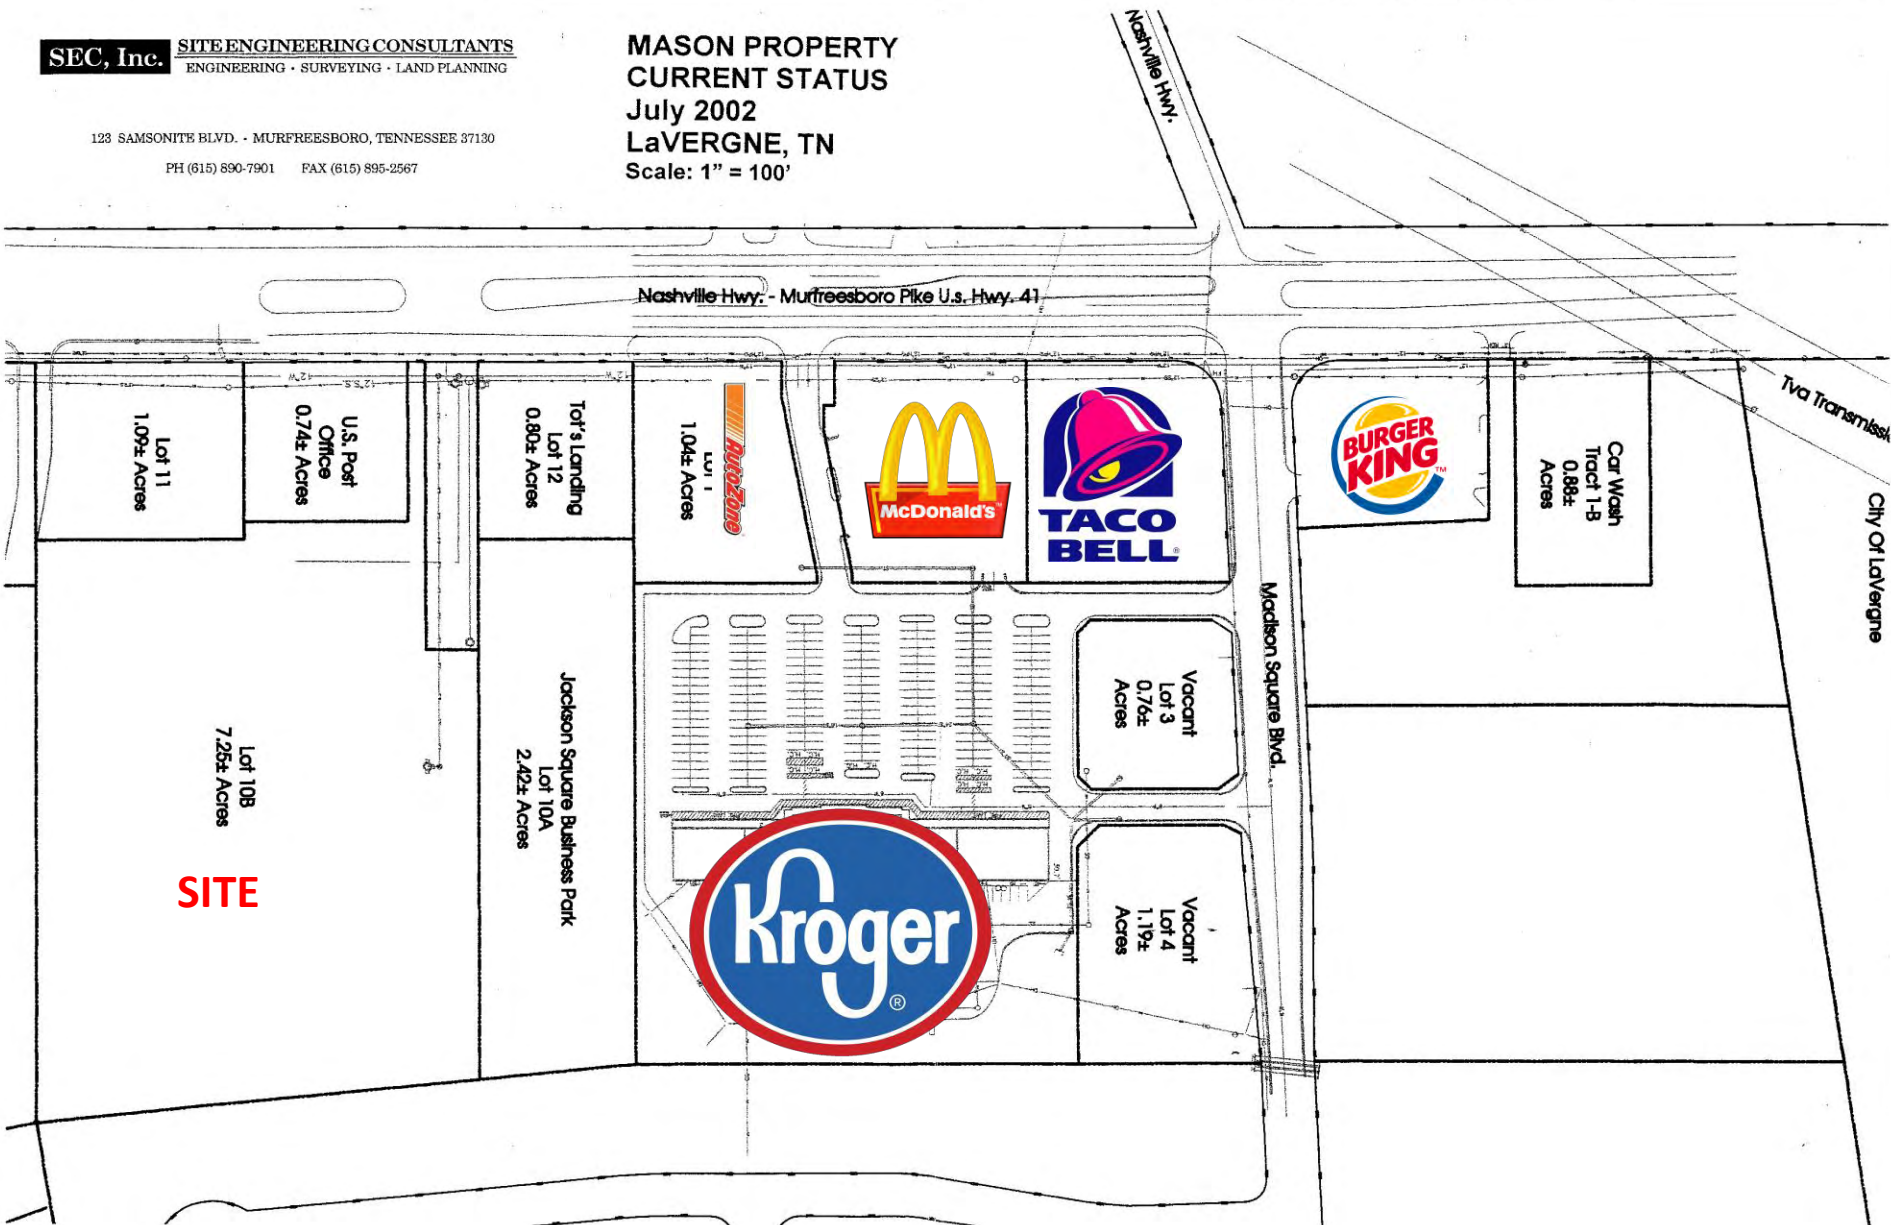 SEC, Inc.
SITE ENGINEERING CONSULTANTS
ENGINEERING · SURVEYING · LAND PLANNING
123 SAMSONITE BLVD. · MURFREESBORO, TENNESSEE 37130
PH (615) 890-7901 FAX (615) 895-2567
MASON PROPERTY
CURRENT STATUS
July 2002
LaVERGNE, TN
Scale: 1” = 100’
Nashville Hwy.
Nashville Hwy. - Murfreesboro Pike U.s. Hwy. 41
Lot 11
1.09± Acres
U.S. Post
Office
0.74± Acres
12"W
12"S.S.
Tot's Landing
Lot 12
0.80± Acres
12"W
AutoZone
1.04± Acres
McDonald's™
TACO
BELL®
BURGER
KING™
Car Wash
Tract 1-B
0.88±
Acres
Tva Transmissi
City Of LaVergne
Madison Square Blvd.
Vacant
Lot 3
0.76±
Acres
Vacant
Lot 4
1.19±
Acres
Jackson Square Business Park
Lot 10A
2.42± Acres
Lot 10B
7.25± Acres
SITE
H.C.
Kroger®